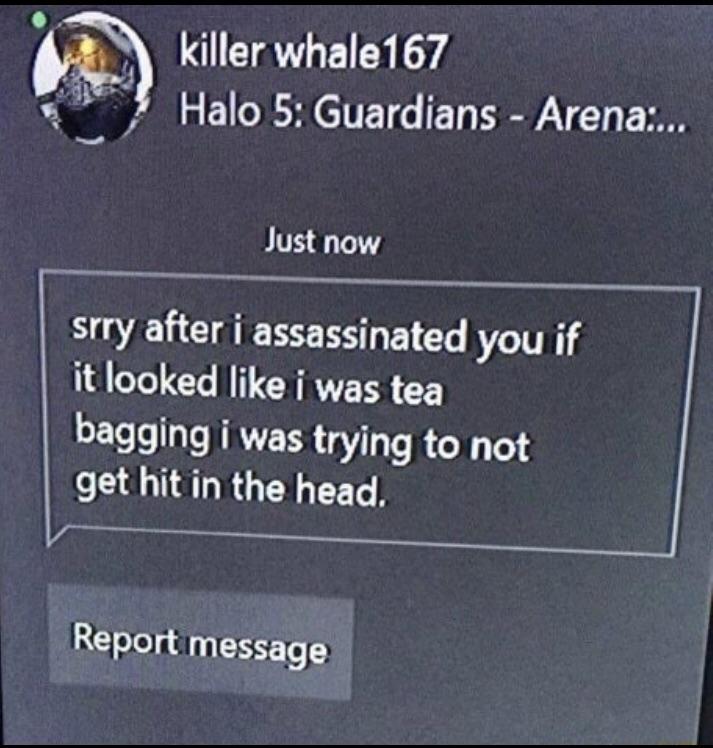 killer whale167
Halo 5: Guardians - Arena:...
Just now
srry after i assassinated you if
it looked like i was tea
bagging i was trying to not
get hit in the head.
Report message